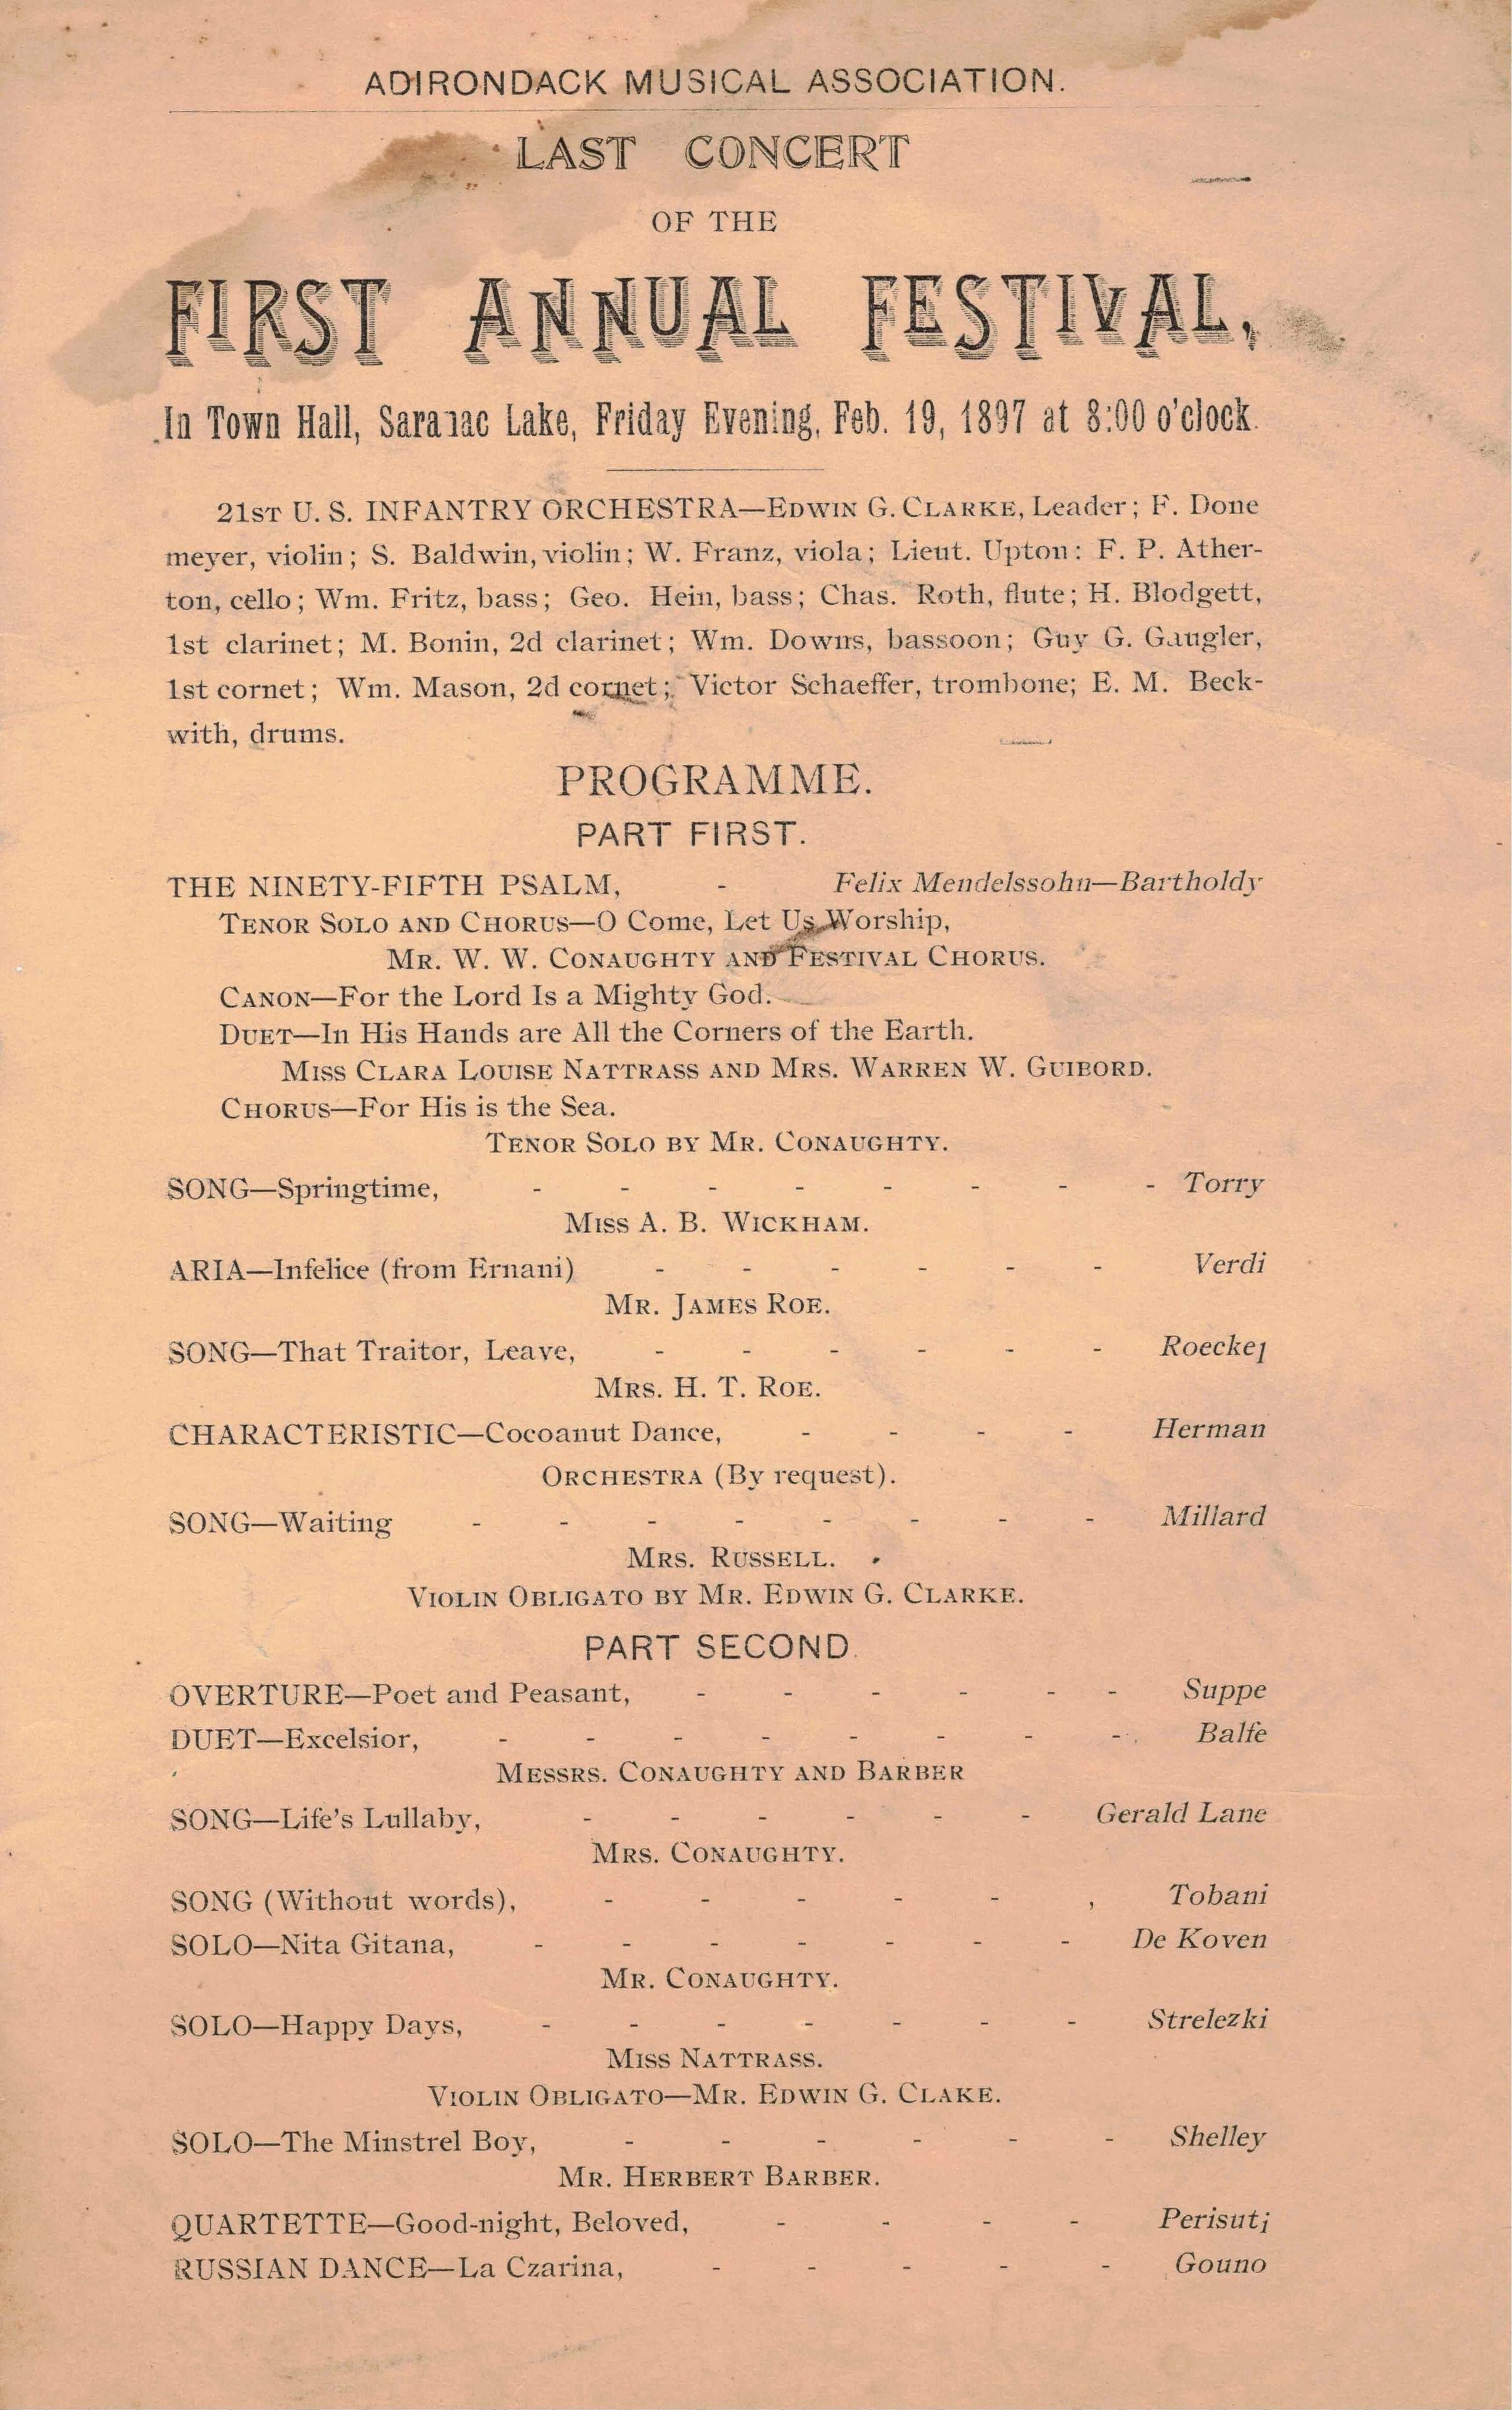 ADIRONDACK MUSICAL ASSOCIATION.
LAST CONCERT
OF THE
FIRST ANNUAL FESTIVAL,
In Town Hall, Saranac Lake, Friday Evening, Feb. 19, 1897 at 8:00 o'clock.
21ST U. S. INFANTRY ORCHESTRA—EDWIN G. CLARKE, Leader; F. Done
meyer, violin; S. Baldwin, violin; W. Franz, viola; Lieut. Upton: F. P. Ather-
ton, cello; Wm. Fritz, bass; Geo. Hein, bass; Chas. Roth, flute; H. Blodgett,
1st clarinet; M. Bonin, 2d clarinet; Wm. Downs, bassoon; Guy G. Gaugler,
1st cornet; Wm. Mason, 2d cornet; Victor Schaeffer, trombone; E. M. Beck-
with, drums.
PROGRAMME.
PART FIRST.
THE NINETY-FIFTH PSALM, - Felix Mendelssohn—Bartholdy
TENOR SOLO AND CHORUS—O Come, Let Us Worship,
MR. W. W. CONAUGHTY AND FESTIVAL CHORUS.
CANON—For the Lord Is a Mighty God.
DUET—In His Hands are All the Corners of the Earth.
MISS CLARA LOUISE NATTRASS AND MRS. WARREN W. GUIBORD.
CHORUS—For His is the Sea.
TENOR SOLO BY MR. CONAUGHTY.
SONG—Springtime, - - - - - - - - Torry
MISS A. B. WICKHAM.
ARIA—Infelice (from Ernani) - - - - - - Verdi
MR. JAMES ROE.
SONG—That Traitor, Leave, - - - - - - Roeckej
MRS. H. T. ROE.
CHARACTERISTIC—Cocoanut Dance, - - - - Herman
ORCHESTRA (By request).
SONG—Waiting - - - - - - - - Millard
MRS. RUSSELL.
VIOLIN OBLIGATO BY MR. EDWIN G. CLARKE.
PART SECOND.
OVERTURE—Poet and Peasant, - - - - - - Suppe
DUET—Excelsior, - - - - - - - - Balfe
MESSRS. CONAUGHTY AND BARBER
SONG—Life's Lullaby, - - - - - - Gerald Lane
MRS. CONAUGHTY.
SONG (Without words), - - - - - , Tobani
SOLO—Nita Gitana, - - - - - - - De Koven
MR. CONAUGHTY.
SOLO—Happy Days, - - - - - - - Strelezki
MISS NATTRASS.
VIOLIN OBLIGATO—MR. EDWIN G. CLAKE.
SOLO—The Minstrel Boy, - - - - - - Shelley
MR. HERBERT BARBER.
QUARTETTE—Good-night, Beloved, - - - - Perisutj
RUSSIAN DANCE—La Czarina, - - - - - Gouno